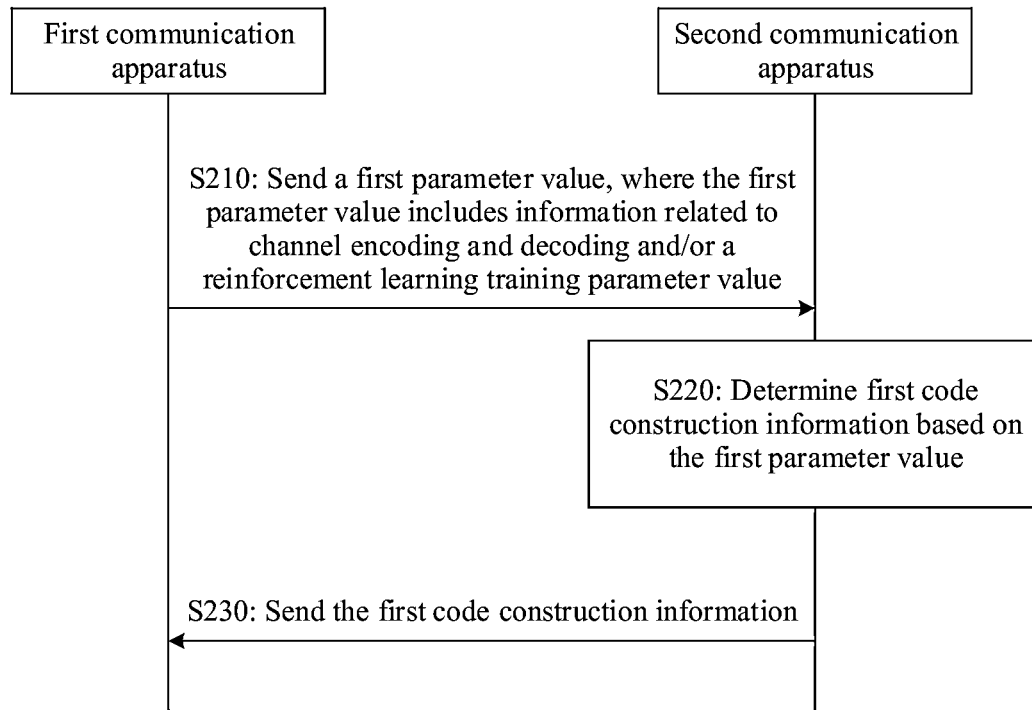 First communication
apparatus
Second communication
apparatus
S210: Send a first parameter value, where the first
parameter value includes information related to
channel encoding and decoding and/or a
reinforcement learning training parameter value
S220: Determine first code
construction information based on
the first parameter value
S230: Send the first code construction information